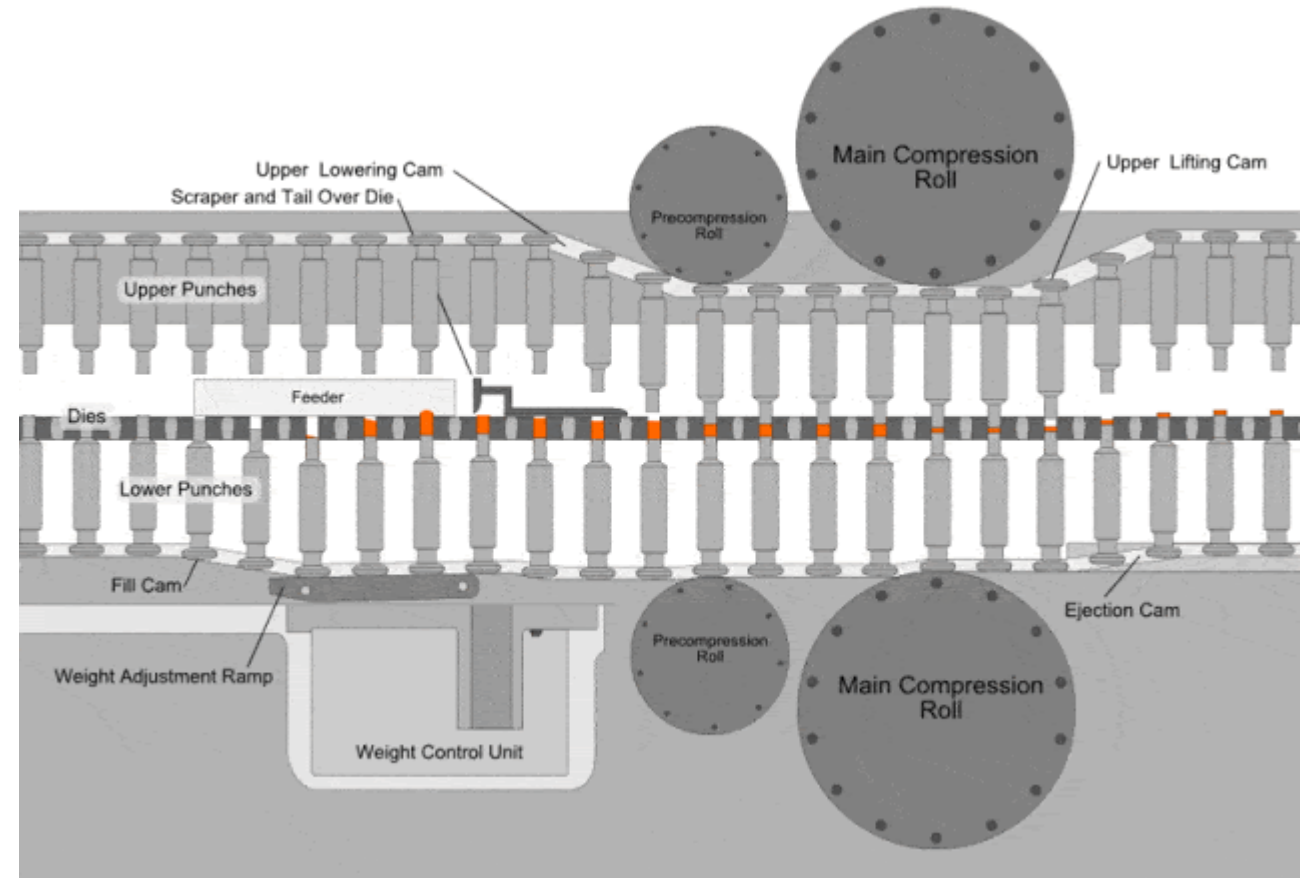 Main Compression
Roll
Upper Lowering Cam
Upper Lifting Cam
Scraper and Tail Over Die
Precompression
Roll
Upper Punches
Feeder
Dies
Lower Punches
Fill Cam
Ejection Cam
Precompression
Roll
Weight Adjustment Ramp
Main Compression
Roll
Weight Control Unit